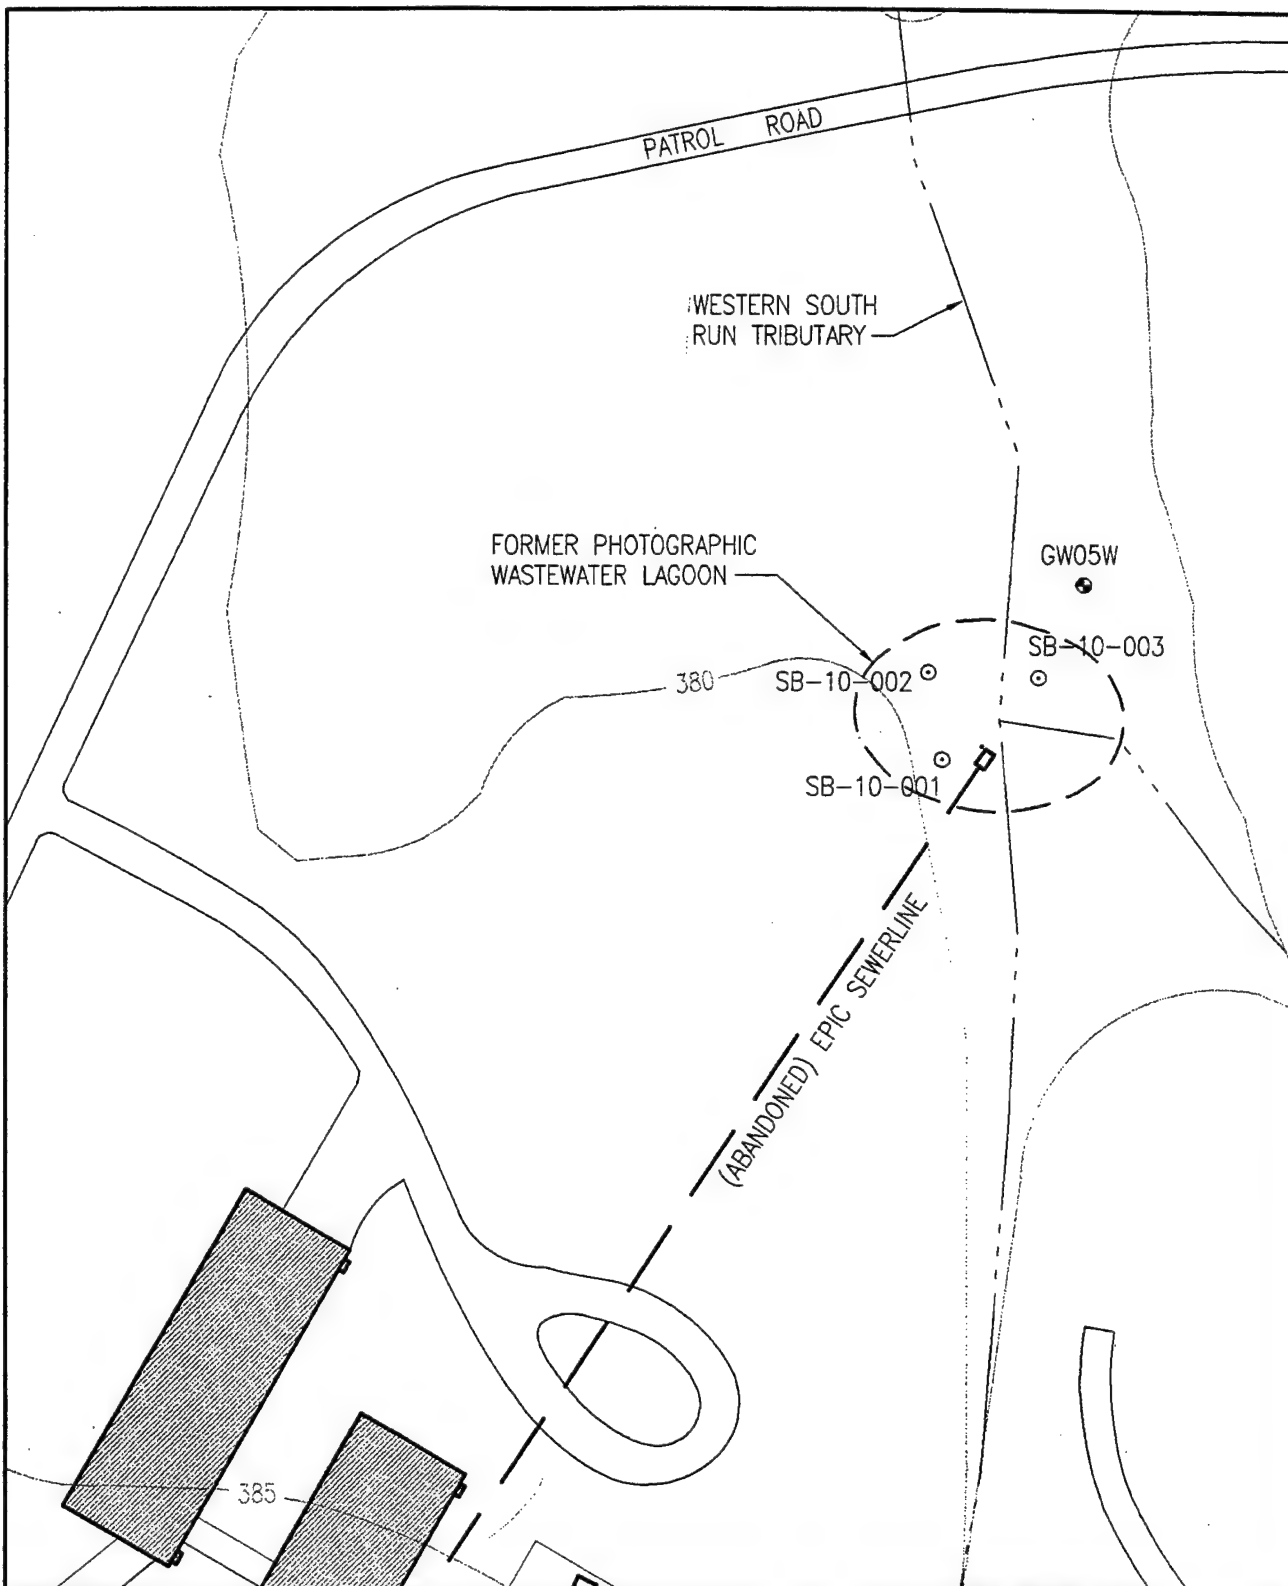 PATROL ROAD
WESTERN SOUTH
RUN TRIBUTARY
FORMER PHOTOGRAPHIC
WASTEWATER LAGOON
GW05W
SB-10-003
380
SB-10-002
SB-10-001
(ABANDONED) EPIC SEWERLINE
385